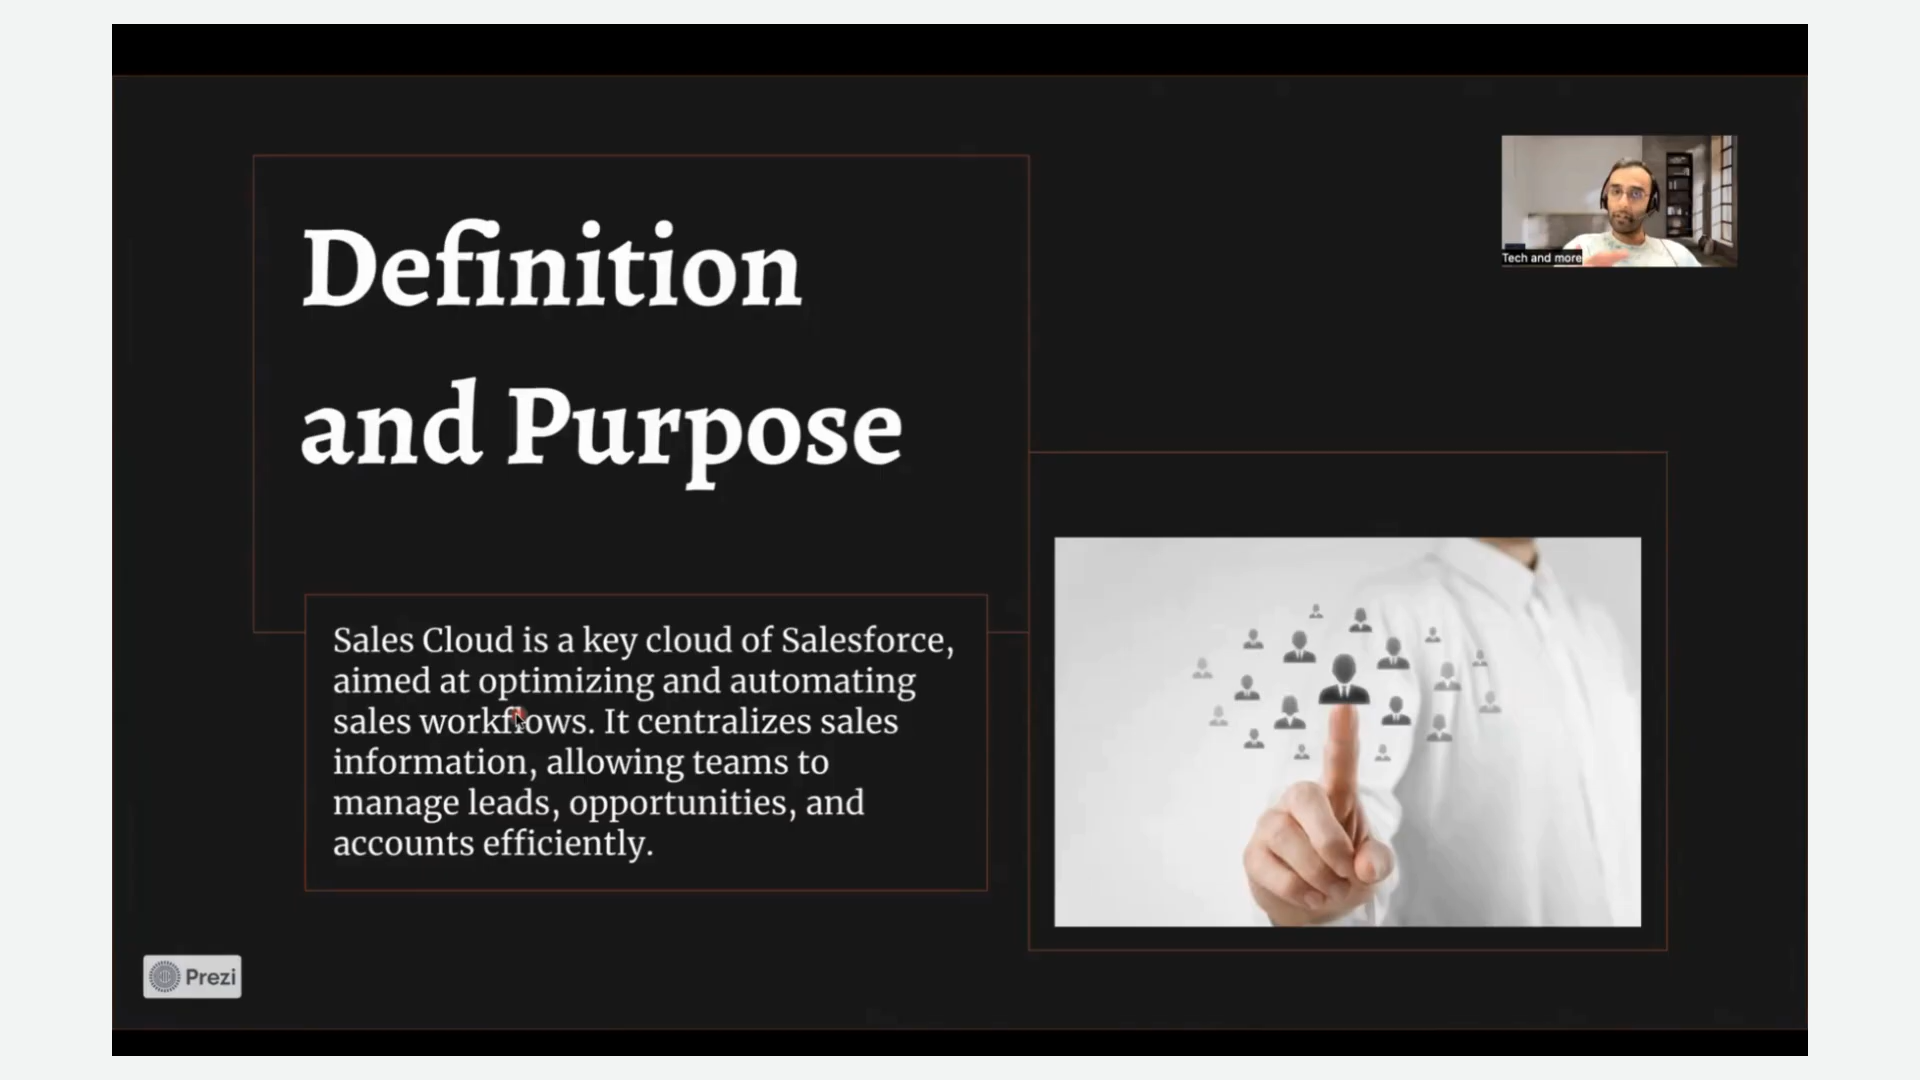 Definition
and Purpose
Tech and more
Sales Cloud is a key cloud of Salesforce,
aimed at optimizing and automating
sales workflows. It centralizes sales
information, allowing teams to
manage leads, opportunities, and
accounts efficiently.
Prezi